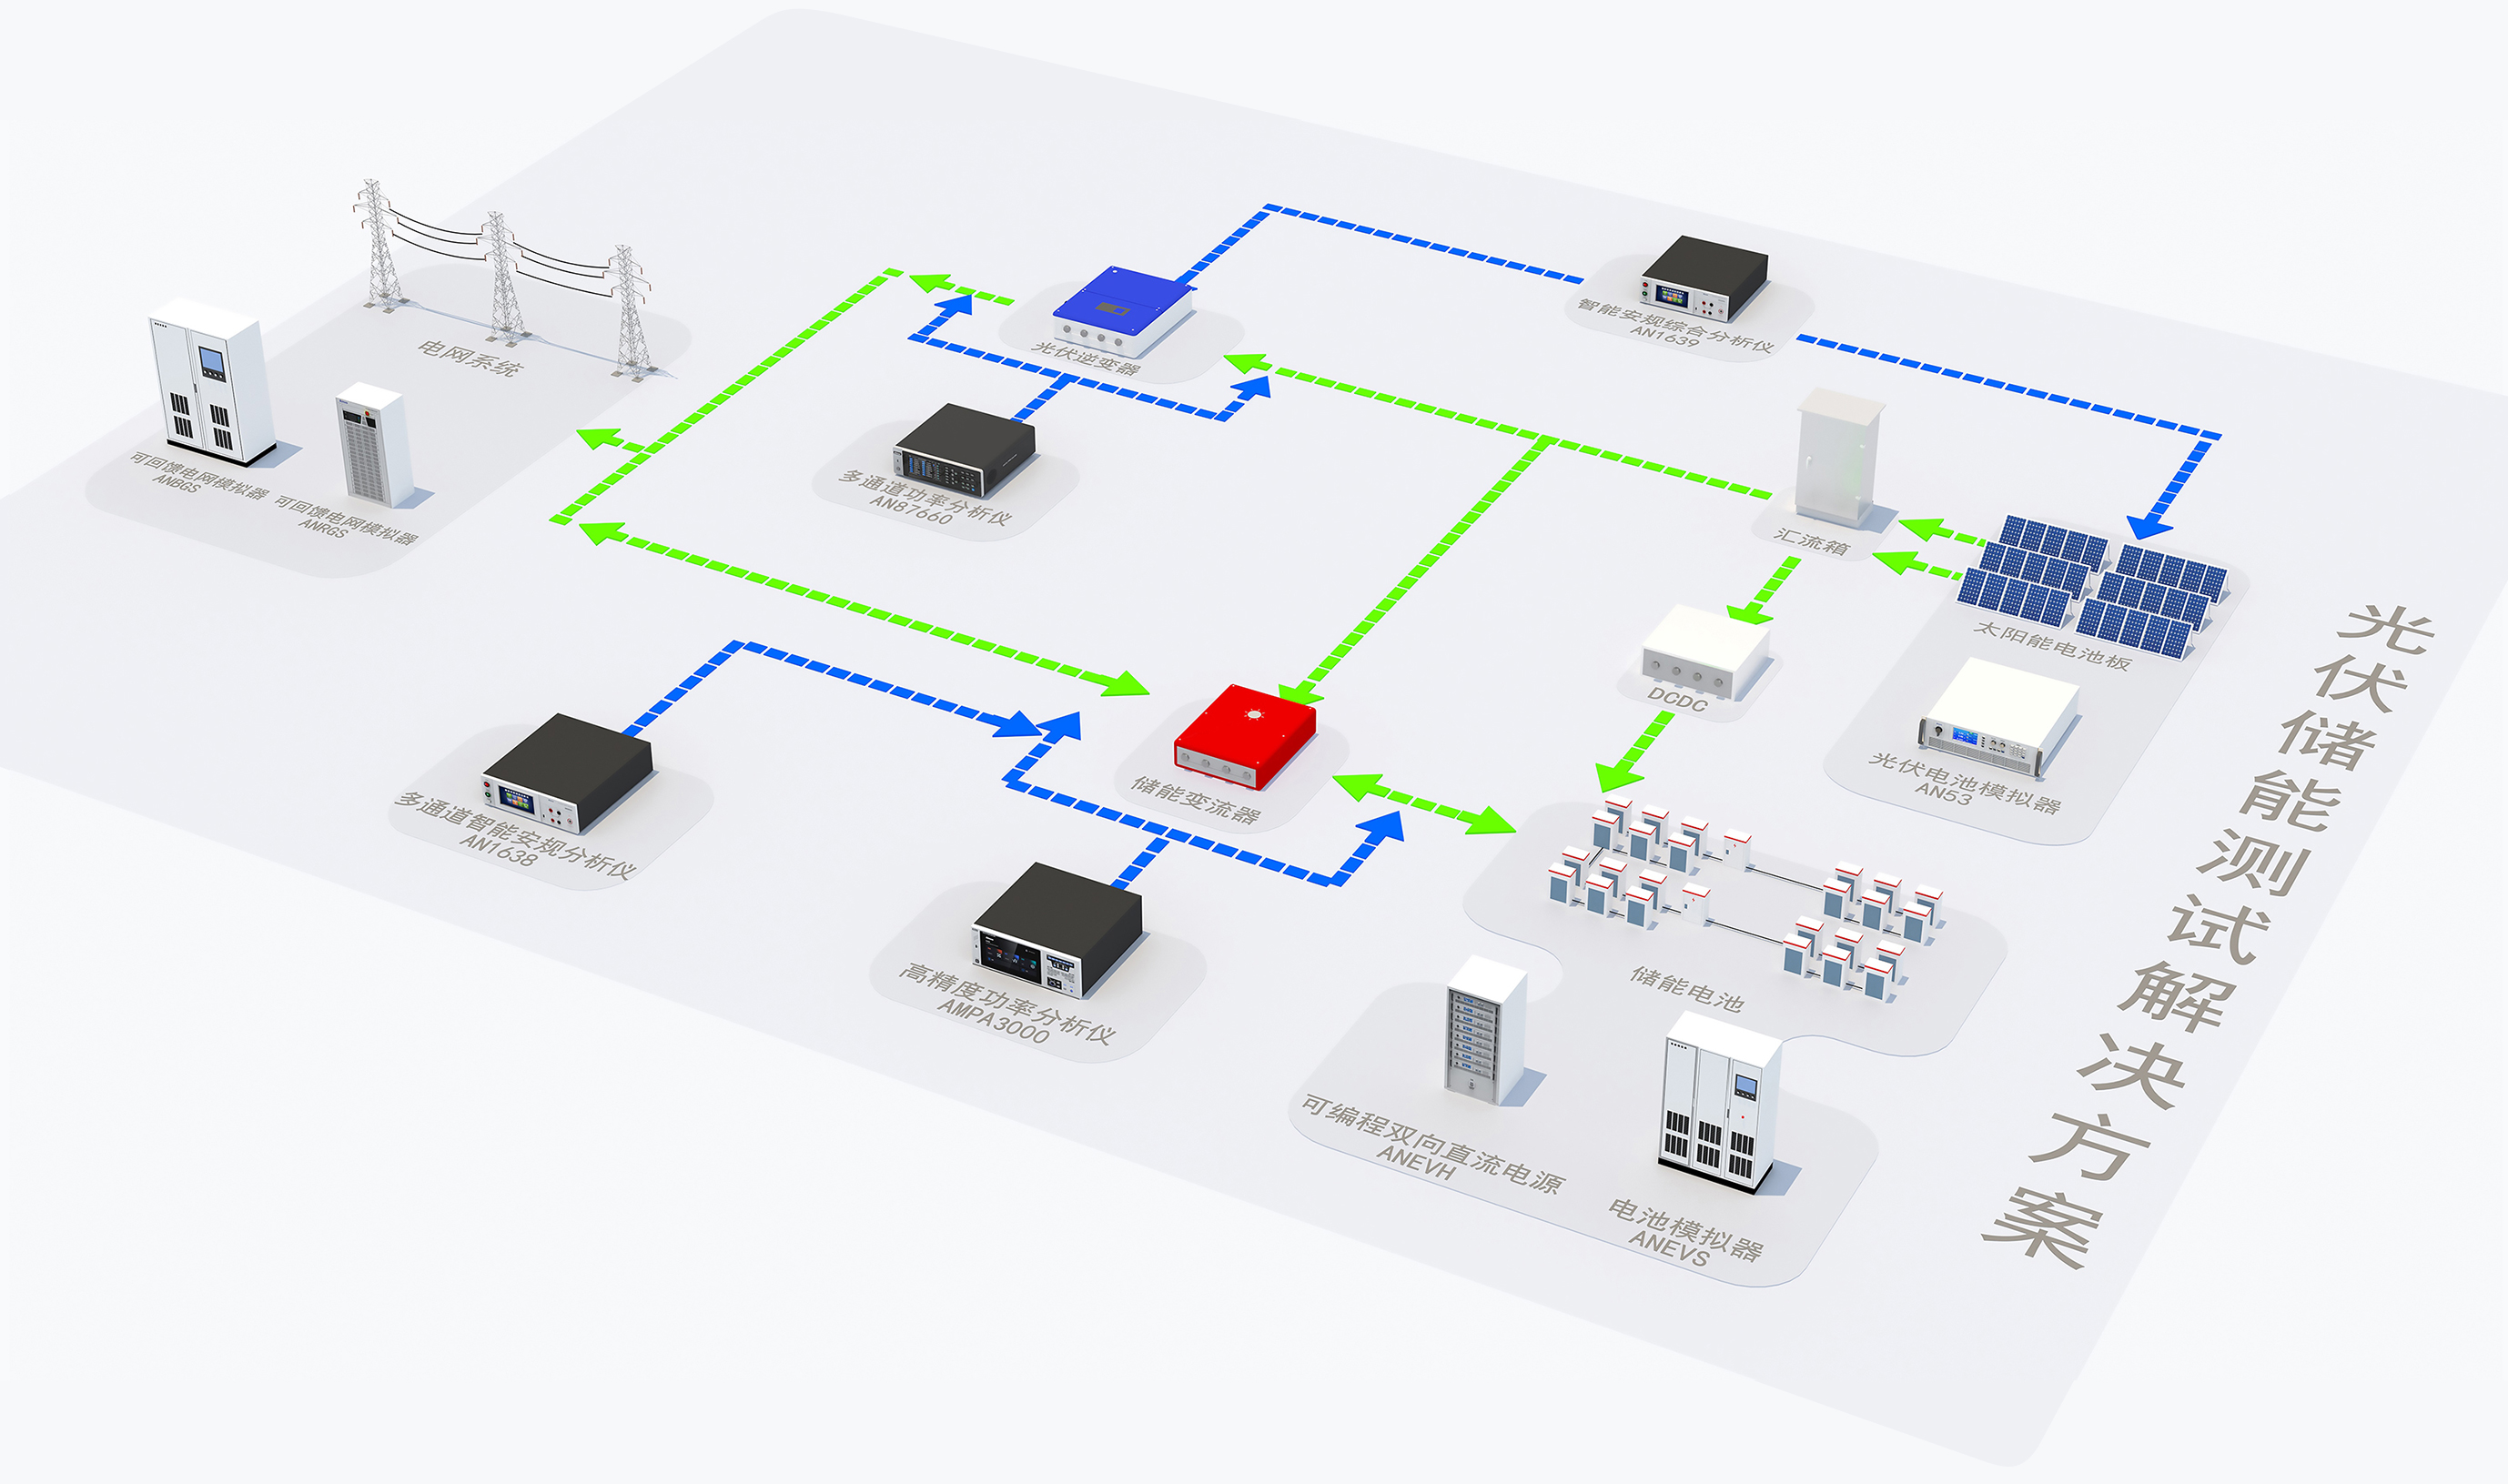 电网系统
可回馈电网模拟器
ANBGS
可回馈电网模拟器
ANRGS
光伏逆变器
智能安规综合分析仪
AN1639
多通道功率分析仪
AN87660
汇流箱
太阳能电池板
光伏电池模拟器
AN53
DCDC
储能变流器
多通道智能安规分析仪
AN1638
高精度功率分析仪
AMPA3000
储能电池
可编程双向直流电源
ANEVH
电池模拟器
ANEVS
光伏储能测试解决方案